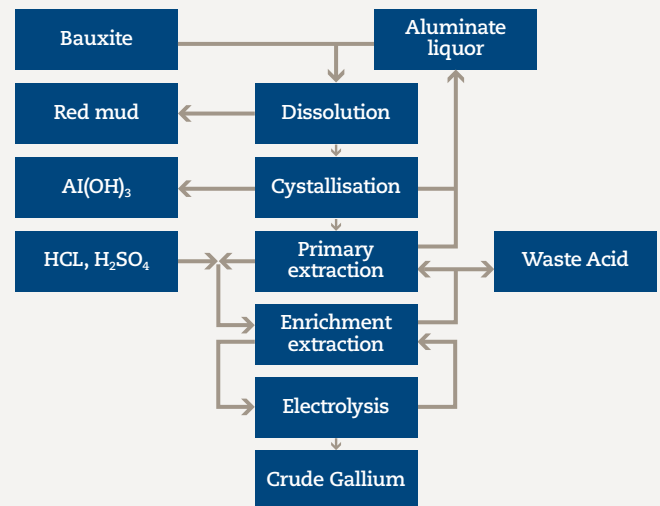 Bauxite
Aluminate
liquor
Red mud
Dissolution
AI(OH)₃
Cystallisation
HCL, H₂SO₄
Primary
extraction
Waste Acid
Enrichment
extraction
Electrolysis
Crude Gallium